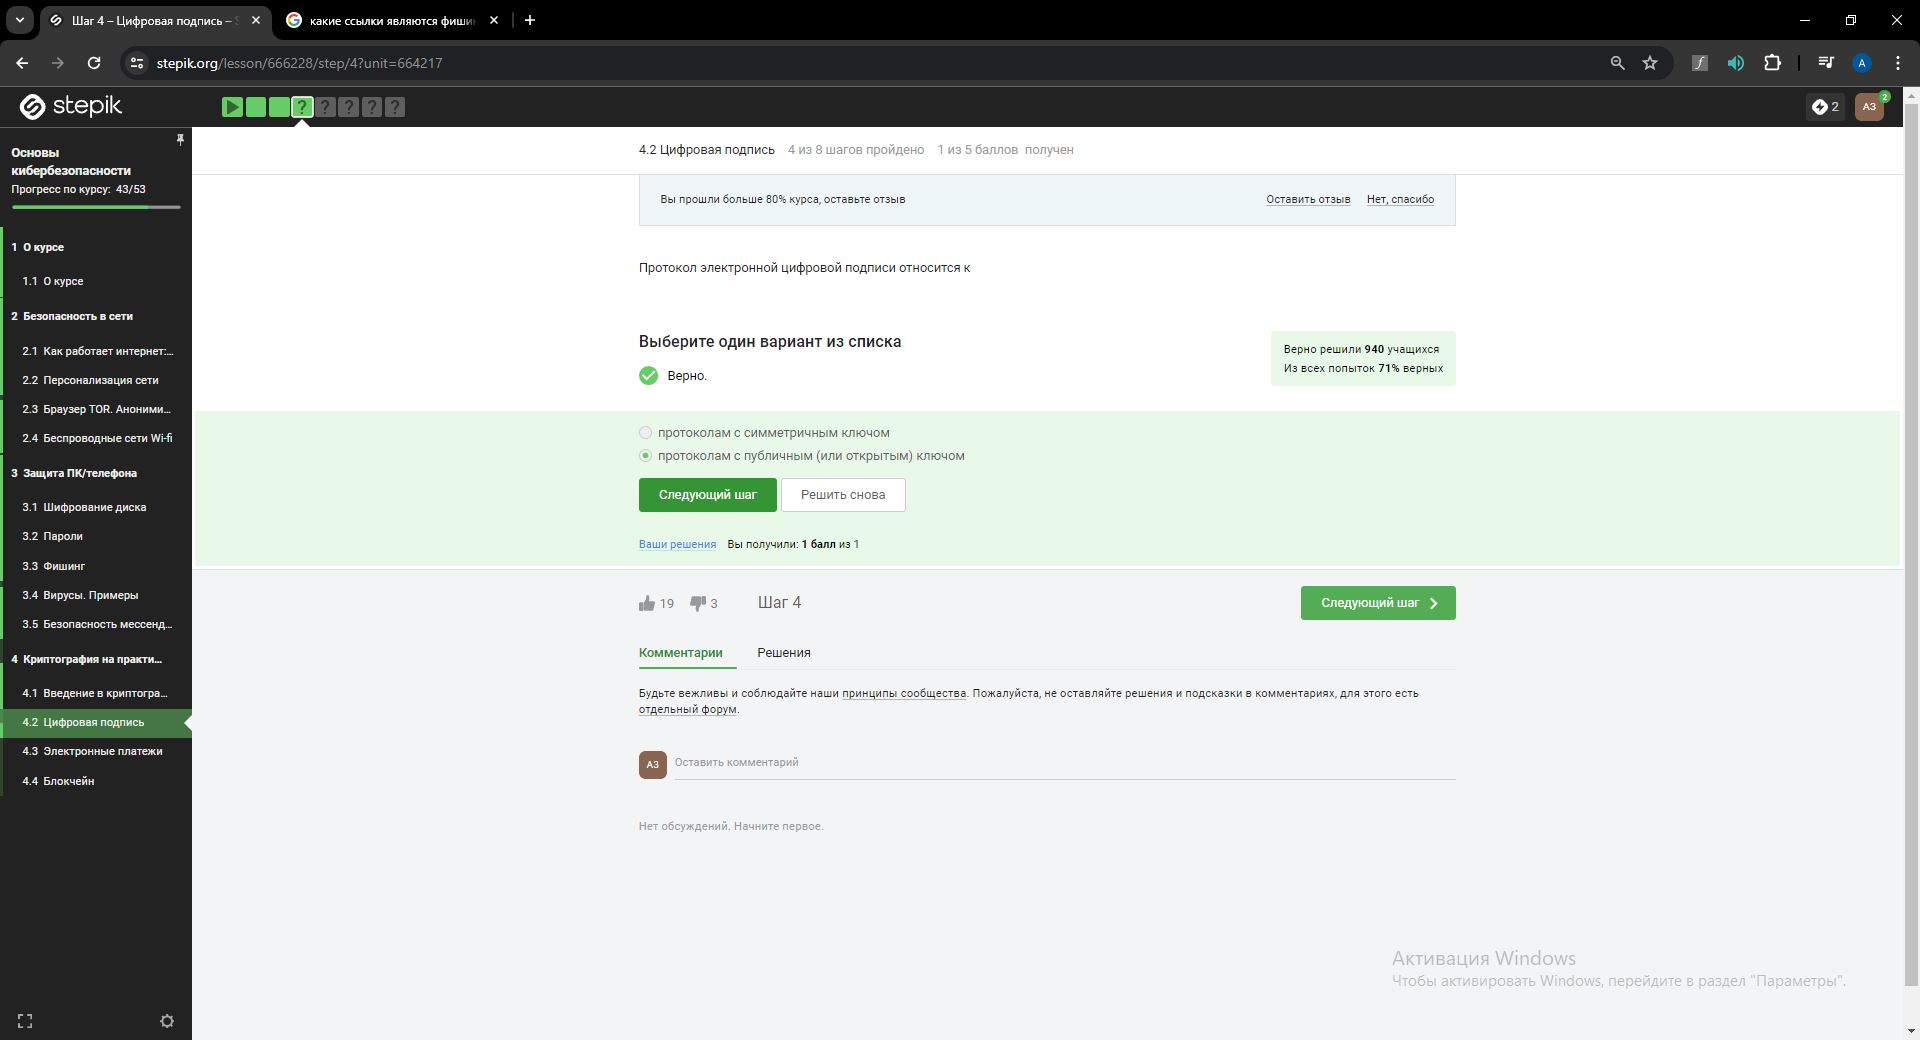 Шаг 4 – Цифровая подпись –
какие ссылки являются фиши
stepik.org/lesson/666228/step/4?unit=664217
A
stepik
? ? ? ? ?
2
АЗ
2
Основы
кибербезопасности
Прогресс по курсу: 43/53
1 О курсе
1.1 О курсе
2 Безопасность в сети
2.1 Как работает интернет:...
2.2 Персонализация сети
2.3 Браузер TOR. Аноними...
2.4 Беспроводные сети Wi-fi
3 Защита ПК/телефона
3.1 Шифрование диска
3.2 Пароли
3.3 Фишинг
3.4 Вирусы. Примеры
3.5 Безопасность мессенд...
4 Криптография на практи...
4.1 Введение в криптогра...
4.2 Цифровая подпись
4.3 Электронные платежи
4.4 Блокчейн
4.2 Цифровая подпись 4 из 8 шагов пройдено 1 из 5 баллов получен
Вы прошли больше 80% курса, оставьте отзыв Оставить отзыв Нет, спасибо
Протокол электронной цифровой подписи относится к
Выберите один вариант из списка
Верно.
Верно решили 940 учащихся
Из всех попыток 71% верных
протоколам с симметричным ключом
протоколам с публичным (или открытым) ключом
Следующий шаг Решить снова
Ваши решения Вы получили: 1 балл из 1
19 3 Шаг 4 Следующий шаг
Комментарии Решения
Будьте вежливы и соблюдайте наши принципы сообщества. Пожалуйста, не оставляйте решения и подсказки в комментариях, для этого есть
отдельный форум.
АЗ Оставить комментарий
Нет обсуждений. Начните первое.
Активация Windows
Чтобы активировать Windows, перейдите в раздел "Параметры".